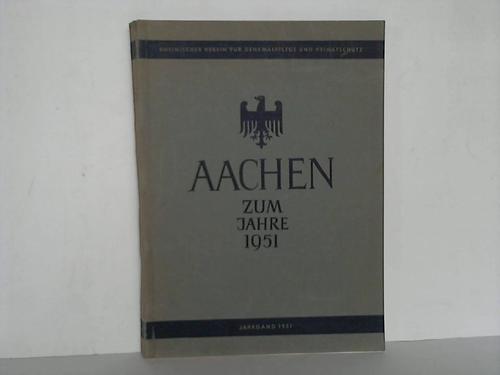 RHEINISCHER VEREIN FÜR DENKMALPFLEGE UND HEIMATSCHUTZ
AACHEN
ZUM
JAHRE
1951
JAHRGANG 1951